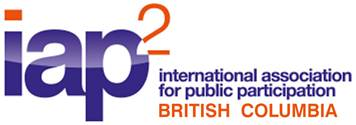 iap2
international association
for public participation
BRITISH COLUMBIA